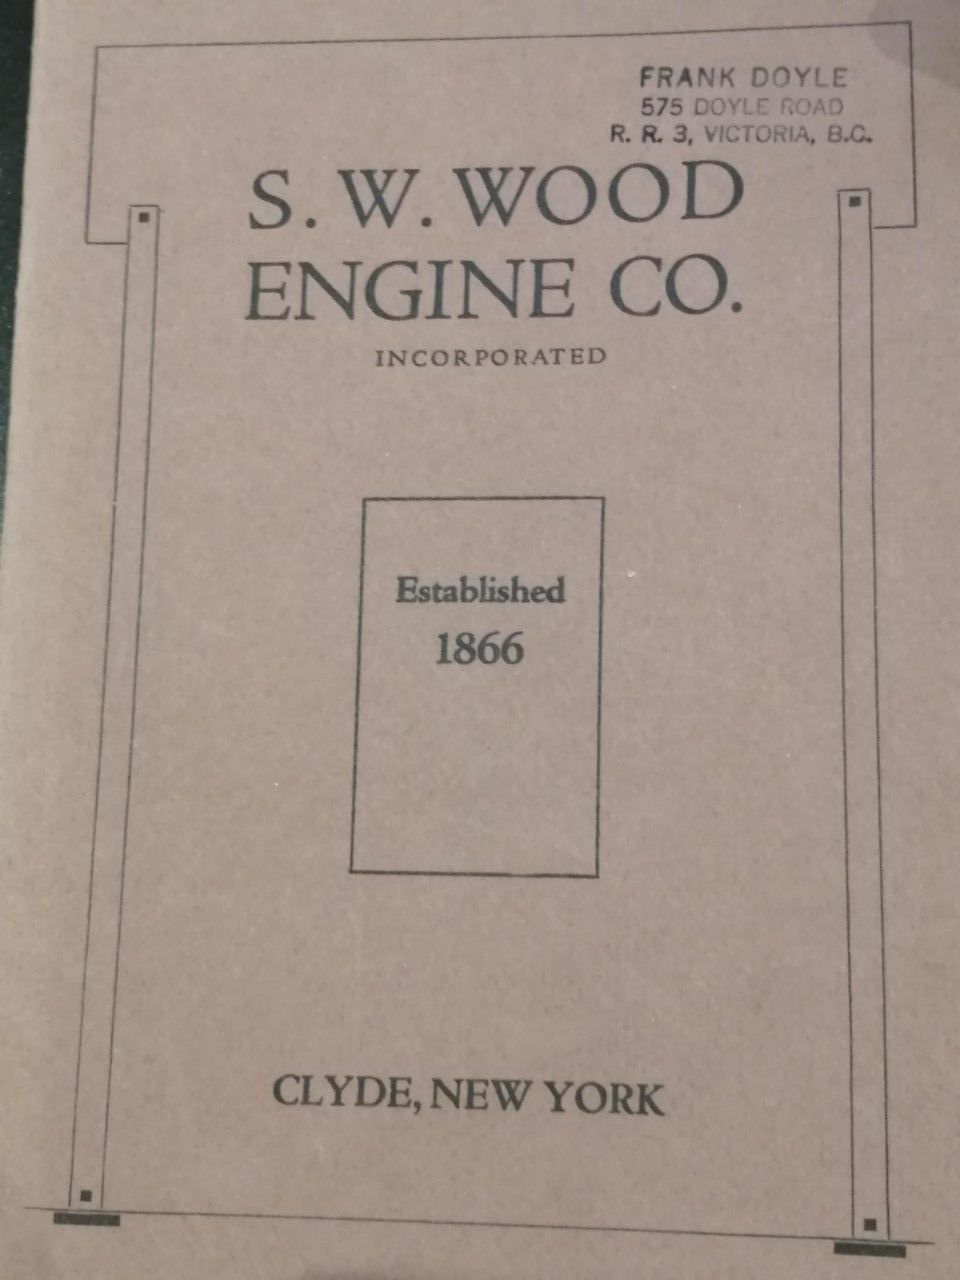 FRANK DOYLE
575 DOYLE ROAD
R. R. 3, VICTORIA, B.C.
S. W. WOOD
ENGINE CO.
INCORPORATED
Established
1866
CLYDE, NEW YORK